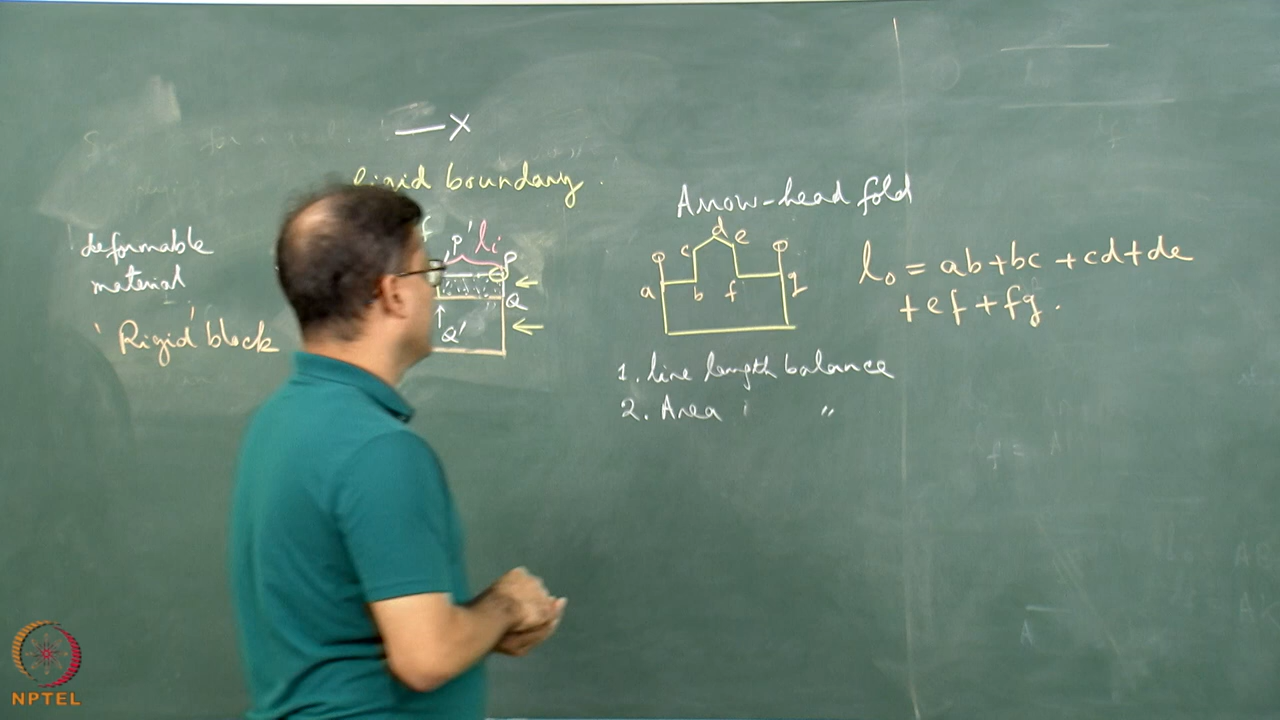 X
rigid boundary.
deformable
material
'Rigid' block
P' li
P
Q
Q'
Arrow-head fold
d
c e
a b f g
l₀ = ab+bc+cd+de
+ef+fg.
1. line length balance
2. Area "
NPTEL